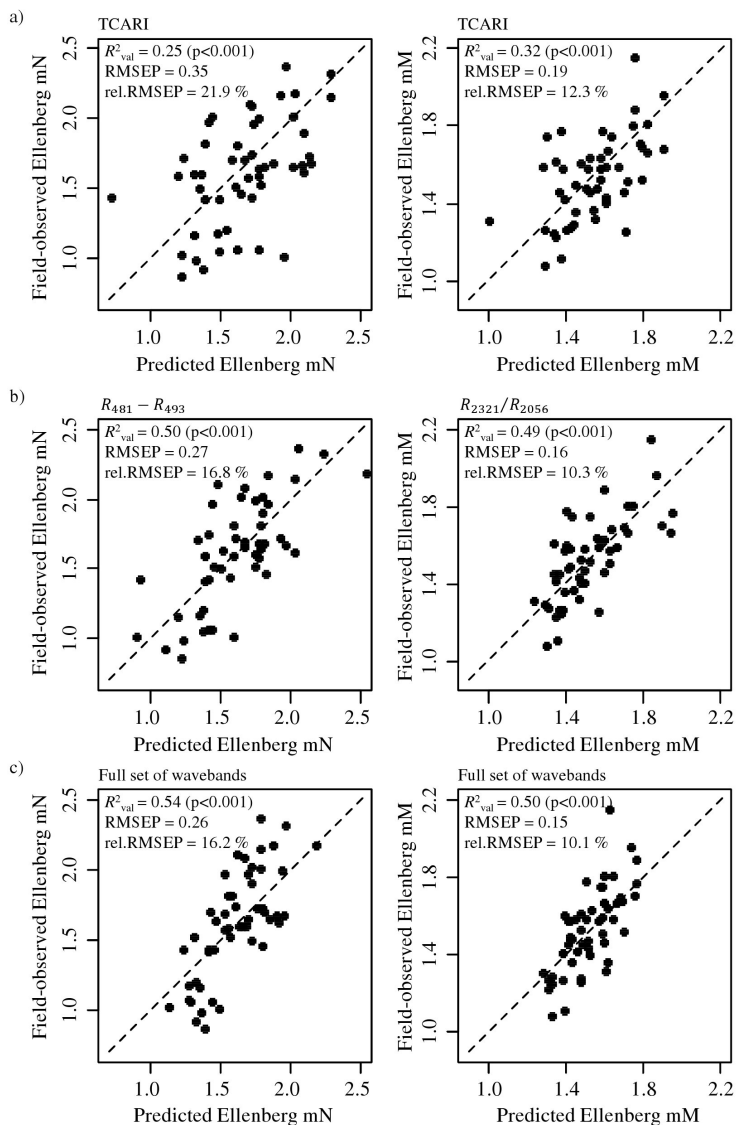 a)
TCARI
R²val = 0.25 (p<0.001)
RMSEP = 0.35
rel.RMSEP = 21.9 %
Field-observed Ellenberg mN
2.5
2.0
1.5
1.0
1.0 1.5 2.0 2.5
Predicted Ellenberg mN
TCARI
R²val = 0.32 (p<0.001)
RMSEP = 0.19
rel.RMSEP = 12.3 %
Field-observed Ellenberg mM
2.2
1.8
1.4
1.0
1.0 1.4 1.8 2.2
Predicted Ellenberg mM
b)
R₄₈₁ − R₄₉₃
R²val = 0.50 (p<0.001)
RMSEP = 0.27
rel.RMSEP = 16.8 %
Field-observed Ellenberg mN
2.5
2.0
1.5
1.0
1.0 1.5 2.0 2.5
Predicted Ellenberg mN
R₂₃₂₁/R₂₀₅₆
R²val = 0.49 (p<0.001)
RMSEP = 0.16
rel.RMSEP = 10.3 %
Field-observed Ellenberg mM
2.2
1.8
1.4
1.0
1.0 1.4 1.8 2.2
Predicted Ellenberg mM
c)
Full set of wavebands
R²val = 0.54 (p<0.001)
RMSEP = 0.26
rel.RMSEP = 16.2 %
Field-observed Ellenberg mN
2.5
2.0
1.5
1.0
1.0 1.5 2.0 2.5
Predicted Ellenberg mN
Full set of wavebands
R²val = 0.50 (p<0.001)
RMSEP = 0.15
rel.RMSEP = 10.1 %
Field-observed Ellenberg mM
2.2
1.8
1.4
1.0
1.0 1.4 1.8 2.2
Predicted Ellenberg mM